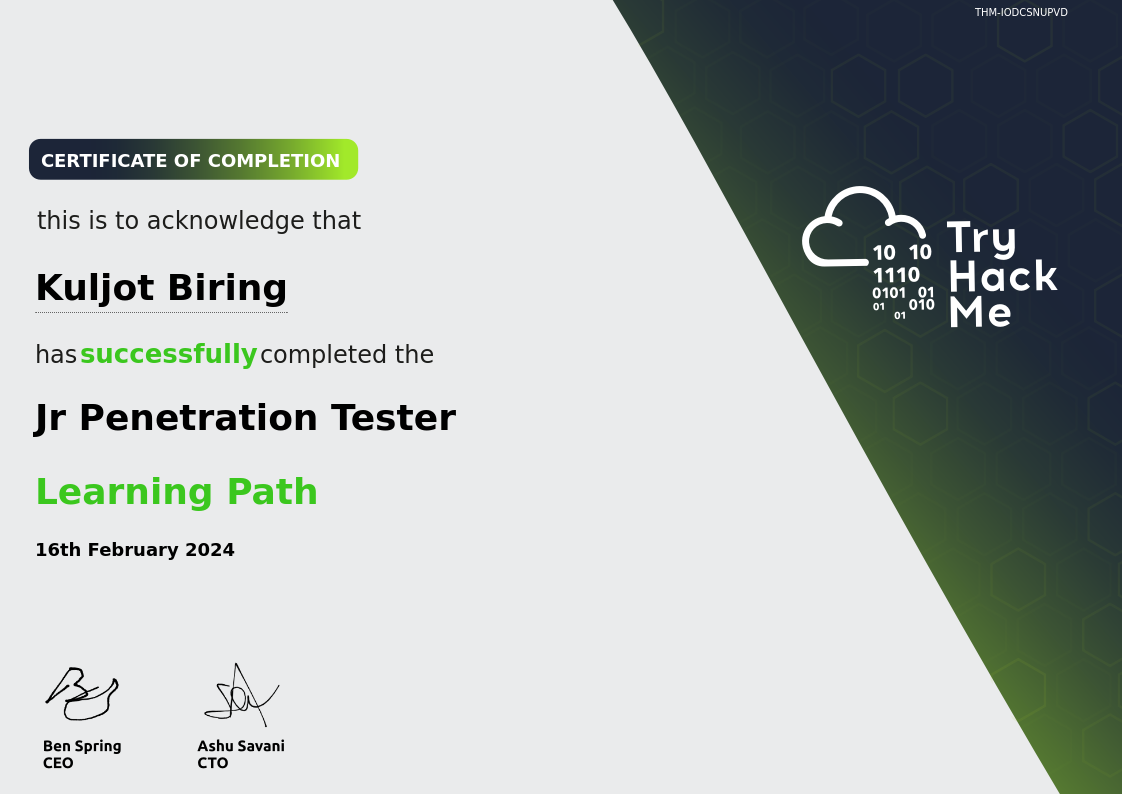 THM-IODCSNUPVD
CERTIFICATE OF COMPLETION
this is to acknowledge that
Kuljot Biring
has successfully completed the
Jr Penetration Tester
Learning Path
16th February 2024
10 10
1110
0101 01
01 010
01
Try
Hack
Me
Ben Spring
CEO
Ashu Savani
CTO